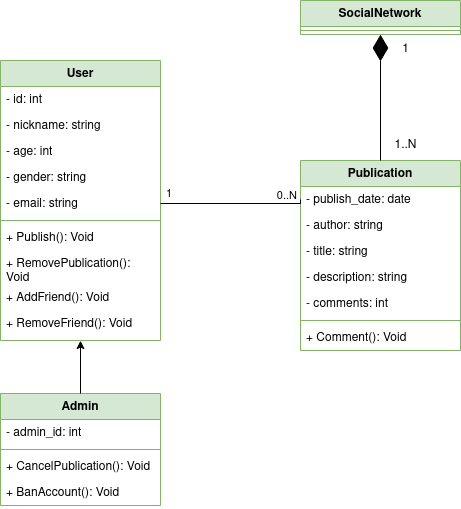 SocialNetwork
1
1..N
User
- id: int
- nickname: string
- age: int
- gender: string
- email: string
+ Publish(): Void
+ RemovePublication():
Void
+ AddFriend(): Void
+ RemoveFriend(): Void
1
0..N
Publication
- publish_date: date
- author: string
- title: string
- description: string
- comments: int
+ Comment(): Void
Admin
- admin_id: int
+ CancelPublication(): Void
+ BanAccount(): Void